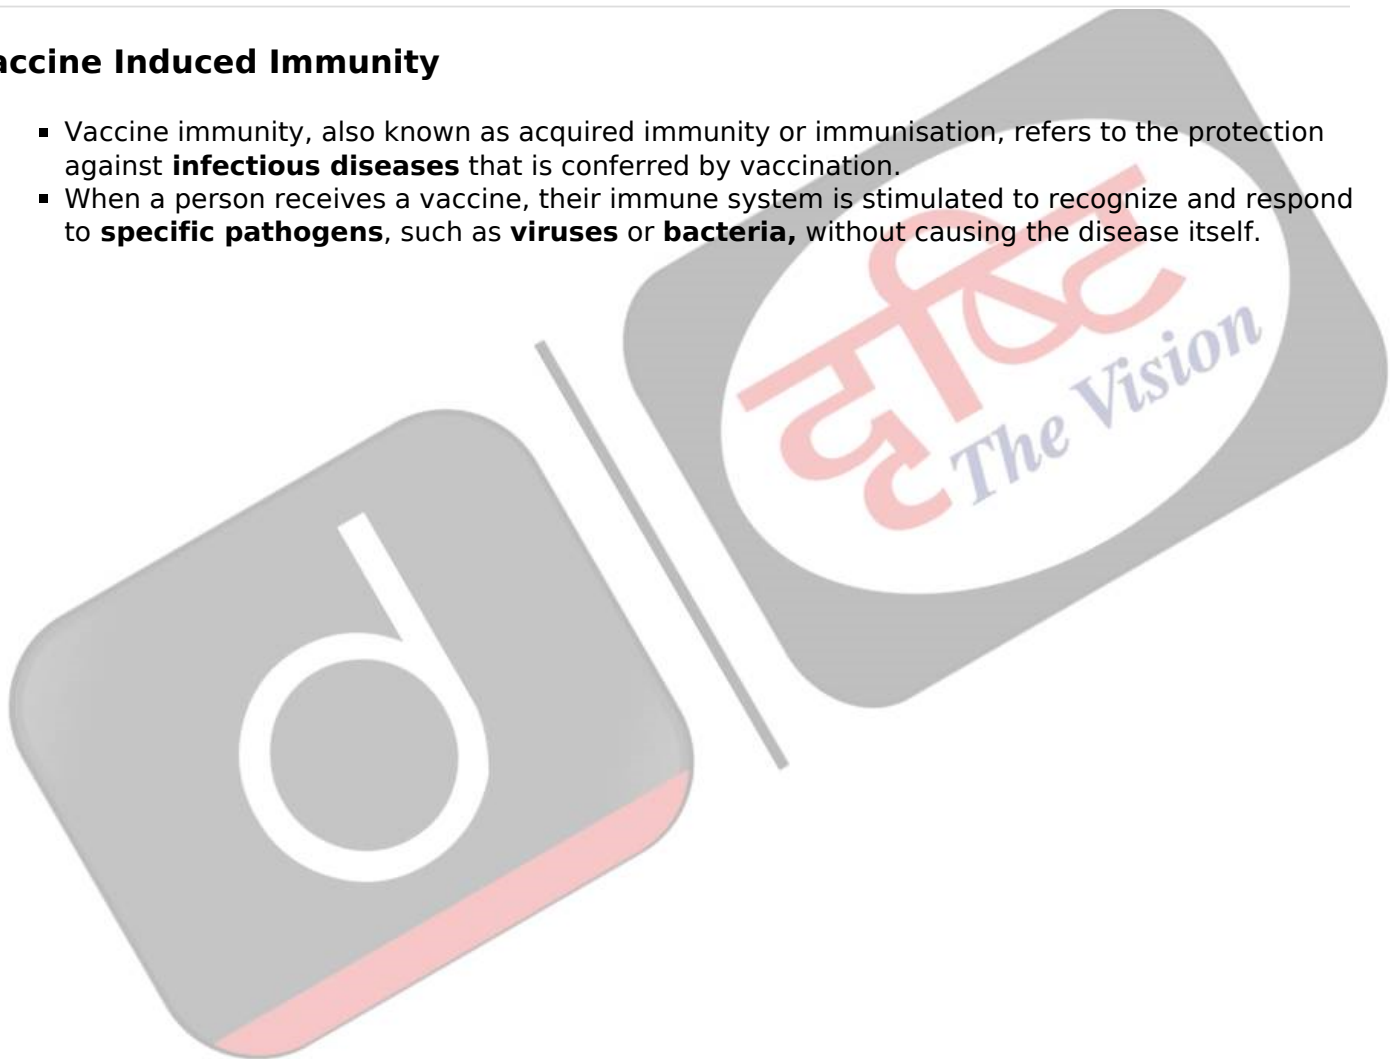 accine Induced Immunity
▪ Vaccine immunity, also known as acquired immunity or immunisation, refers to the protection
against infectious diseases that is conferred by vaccination.
▪ When a person receives a vaccine, their immune system is stimulated to recognize and respond
to specific pathogens, such as viruses or bacteria, without causing the disease itself.
दृष्टि
The Vision
d